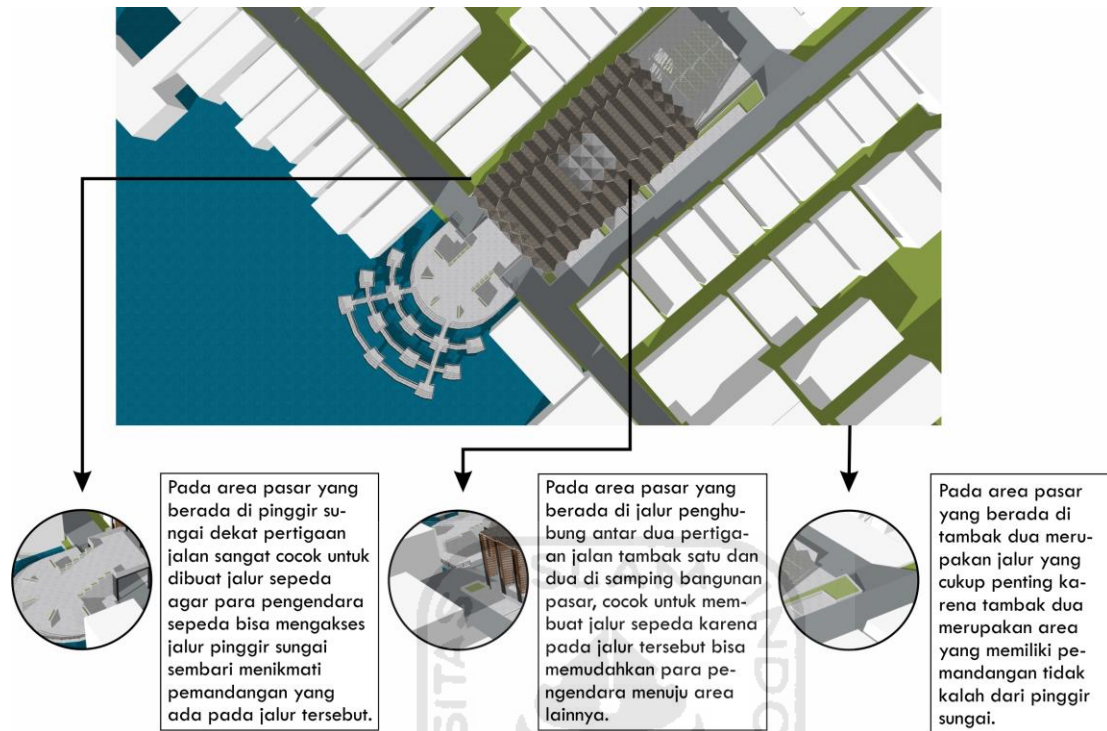 Pada area pasar yang
berada di pinggir su-
ngai dekat pertigaan
jalan sangat cocok untuk
dibuat jalur sepeda
agar para pengendara
sepeda bisa mengakses
jalur pinggir sungai
sembari menikmati
pemandangan yang
ada pada jalur tersebut.
Pada area pasar yang
berada di jalur penghu-
bung antar dua pertiga-
an jalan tambak satu dan
dua di samping bangunan
pasar, cocok untuk mem-
buat jalur sepeda karena
pada jalur tersebut bisa
memudahkan para pe-
ngendara menuju area
lainnya.
Pada area pasar
yang berada di
tambak dua meru-
pakan jalur yang
cukup penting ka-
rena tambak dua
merupakan area
yang memiliki pe-
mandangan tidak
kalah dari pinggir
sungai.